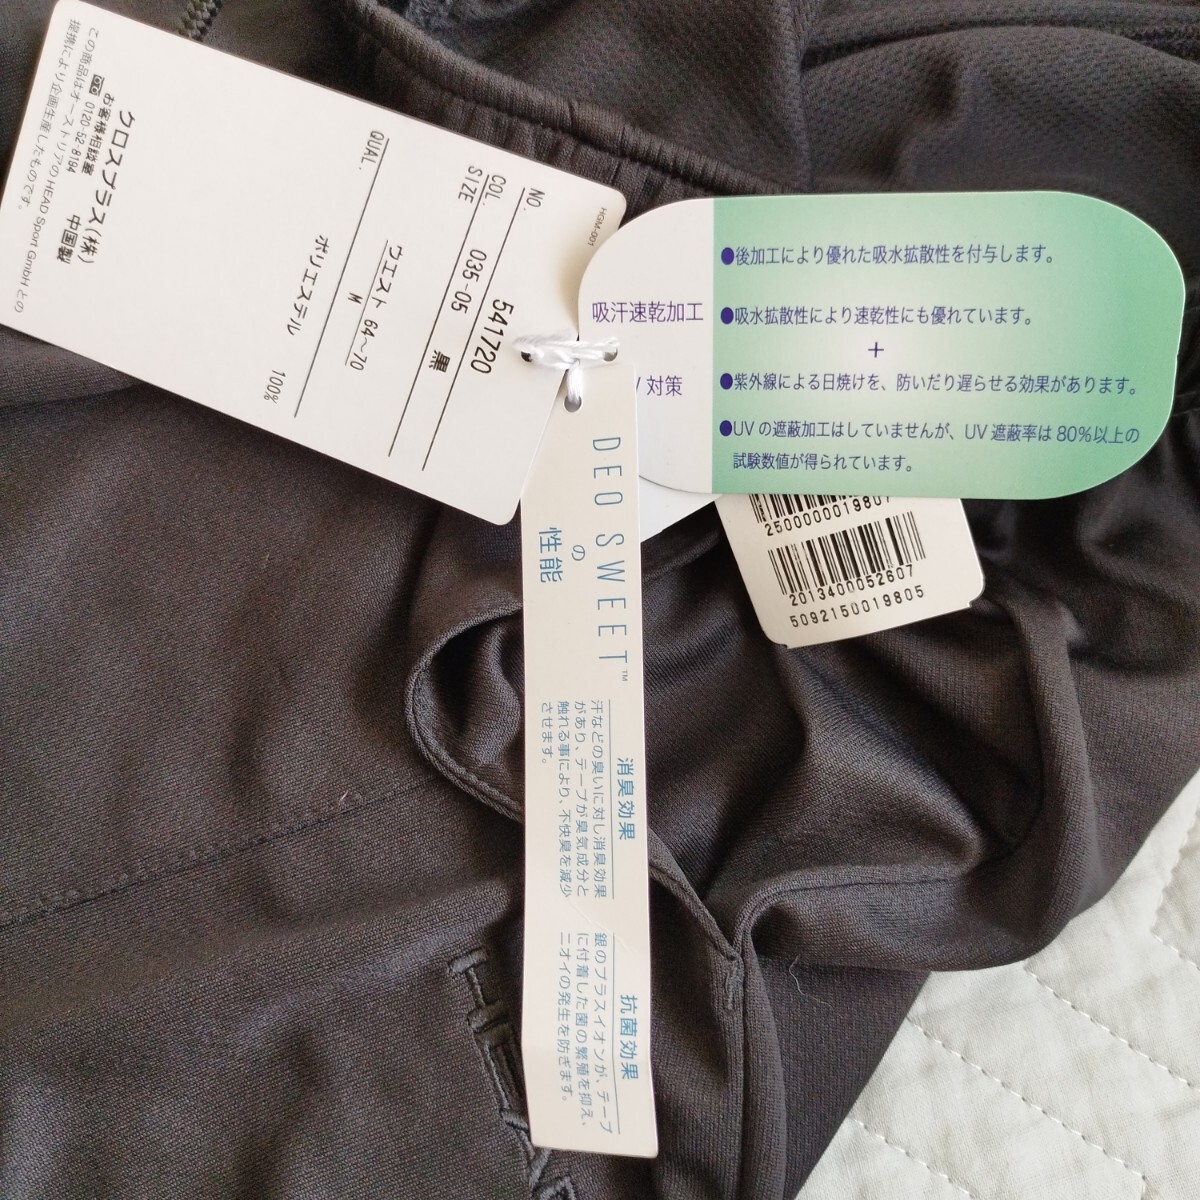 HGM-001
NO. 541720
COL. 035-05 黒
SIZE ウエスト 64〜70
M
QUAL.
ポリエステル 100%
クロスプラス(株)
お客様相談室 中国製
0120-52-8194
この商品はオーストリアのHEAD Sport GmbH との
提携により企画生産したものです。
吸汗速乾加工
●後加工により優れた吸水拡散性を付与します。
●吸水拡散性により速乾性にも優れています。
+
対策
●紫外線による日焼けを、防いだり遅らせる効果があります。
●UVの遮蔽加工はしていませんが、UV遮蔽率は80%以上の
試験数値が得られています。
DEO SWEET™
の
性能
消臭効果
汗などの臭いに対し消臭効果
があり、テープが臭気成分と
触れる事により、不快臭を減少
させます。
抗菌効果
銀のプラスイオンが、テープ
に付着した菌の繁殖を抑え、
ニオイの発生を防ぎます。
2500000019807
2013400052607
5092150019805